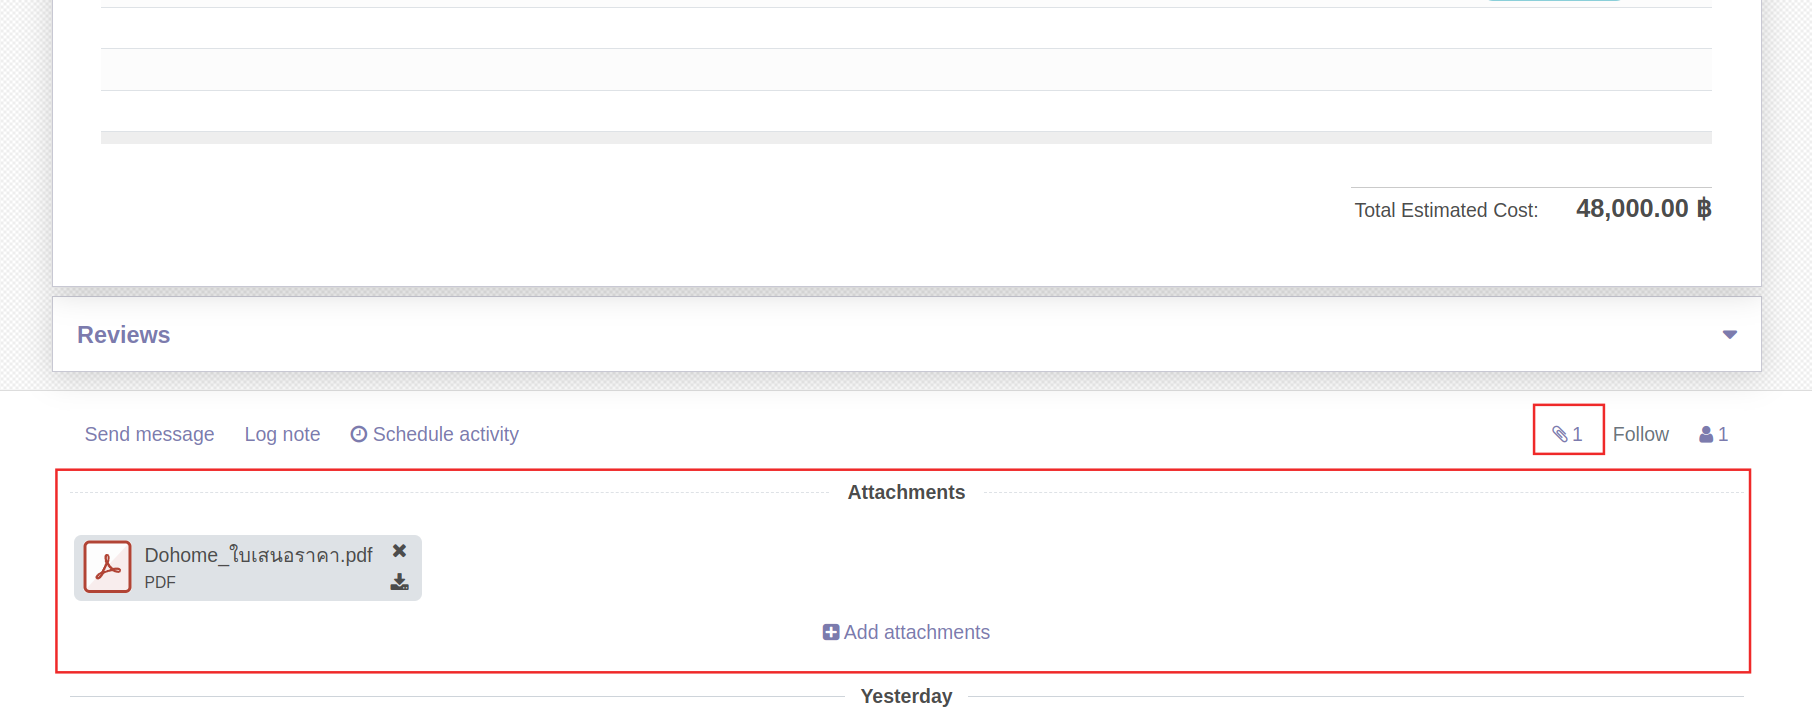 Total Estimated Cost: 48,000.00 ฿
Reviews
Send message Log note Schedule activity 1 Follow 1
Attachments
Dohome_ใบเสนอราคา.pdf
PDF
Add attachments
Yesterday